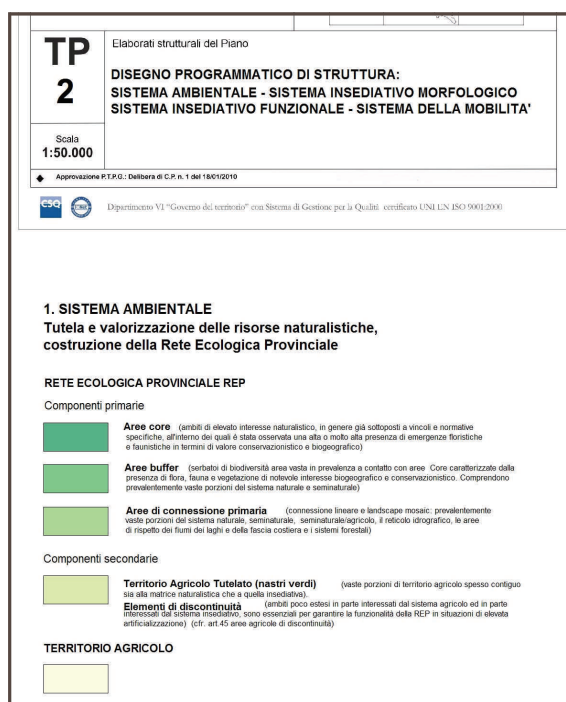 TP
2
Elaborati strutturali del Piano
DISEGNO PROGRAMMATICO DI STRUTTURA:
SISTEMA AMBIENTALE - SISTEMA INSEDIATIVO MORFOLOGICO
SISTEMA INSEDIATIVO FUNZIONALE - SISTEMA DELLA MOBILITA'
Scala
1:50.000
Approvazione P.T.P.G.: Delibera di C.P. n. 1 del 18/01/2010
CSQ
Dipartimento VI "Governo del territorio" con Sistema di Gestione per la Qualità certificato UNI EN ISO 9001:2000
1. SISTEMA AMBIENTALE
Tutela e valorizzazione delle risorse naturalistiche,
costruzione della Rete Ecologica Provinciale
RETE ECOLOGICA PROVINCIALE REP
Componenti primarie
Aree core (ambiti di elevato interesse naturalistico, in genere già sottoposti a vincoli e normative
specifiche, all'interno dei quali è stata osservata una alta o molto alta presenza di emergenze floristiche
e faunistiche in termini di valore conservazionistico e biogeografico)
Aree buffer (serbatoi di biodiversità area vasta in prevalenza a contatto con aree Core caratterizzate dalla
presenza di flora, fauna e vegetazione di notevole interesse biogeografico e conservazionistico. Comprendono
prevalentemente vaste porzioni del sistema naturale e seminaturale)
Aree di connessione primaria (connessione lineare e landscape mosaic: prevalentemente
vaste porzioni del sistema naturale, seminaturale, seminaturale/agricolo, il reticolo idrografico, le aree
di rispetto dei fiumi dei laghi e della fascia costiera e i sistemi forestali)
Componenti secondarie
Territorio Agricolo Tutelato (nastri verdi) (vaste porzioni di territorio agricolo spesso contiguo
sia alla matrice naturalistica che a quella insediativa).
Elementi di discontinuità (ambiti poco estesi in parte interessati dal sistema agricolo ed in parte
interessati dal sistema insediativo, sono essenziali per garantire la funzionalità della REP in situazioni di elevata
artificializzazione) (cfr. art.45 aree agricole di discontinuità)
TERRITORIO AGRICOLO